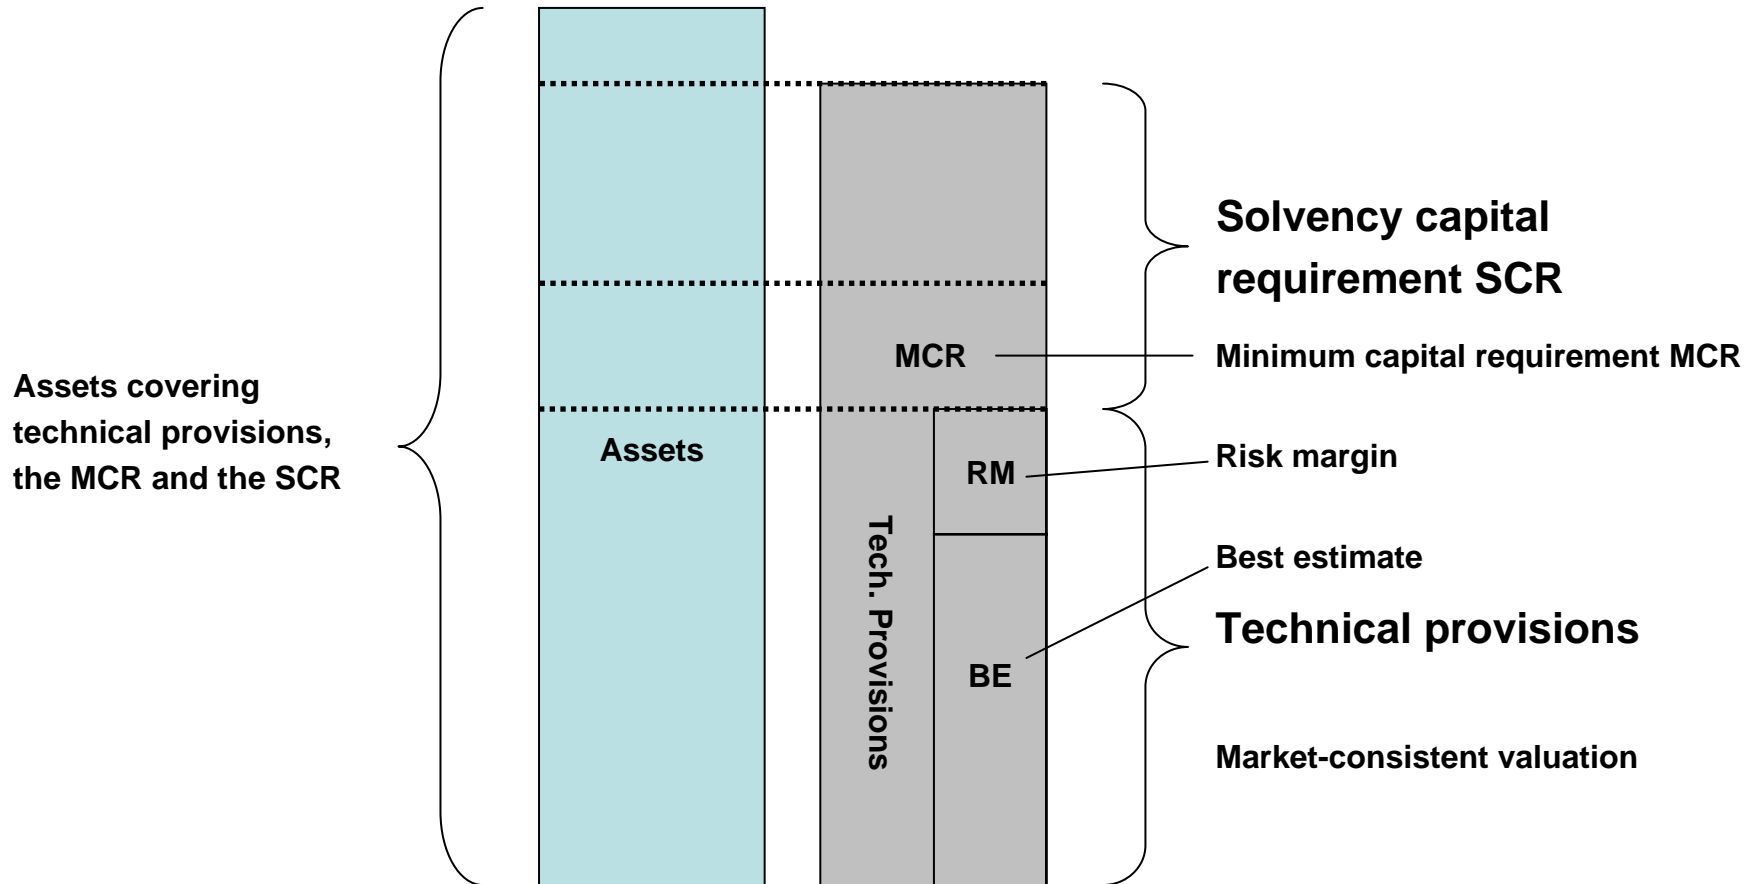 Assets covering
technical provisions,
the MCR and the SCR
Assets
MCR
RM
Tech. Provisions
BE
Solvency capital
requirement SCR
Minimum capital requirement MCR
Risk margin
Best estimate
Technical provisions
Market-consistent valuation